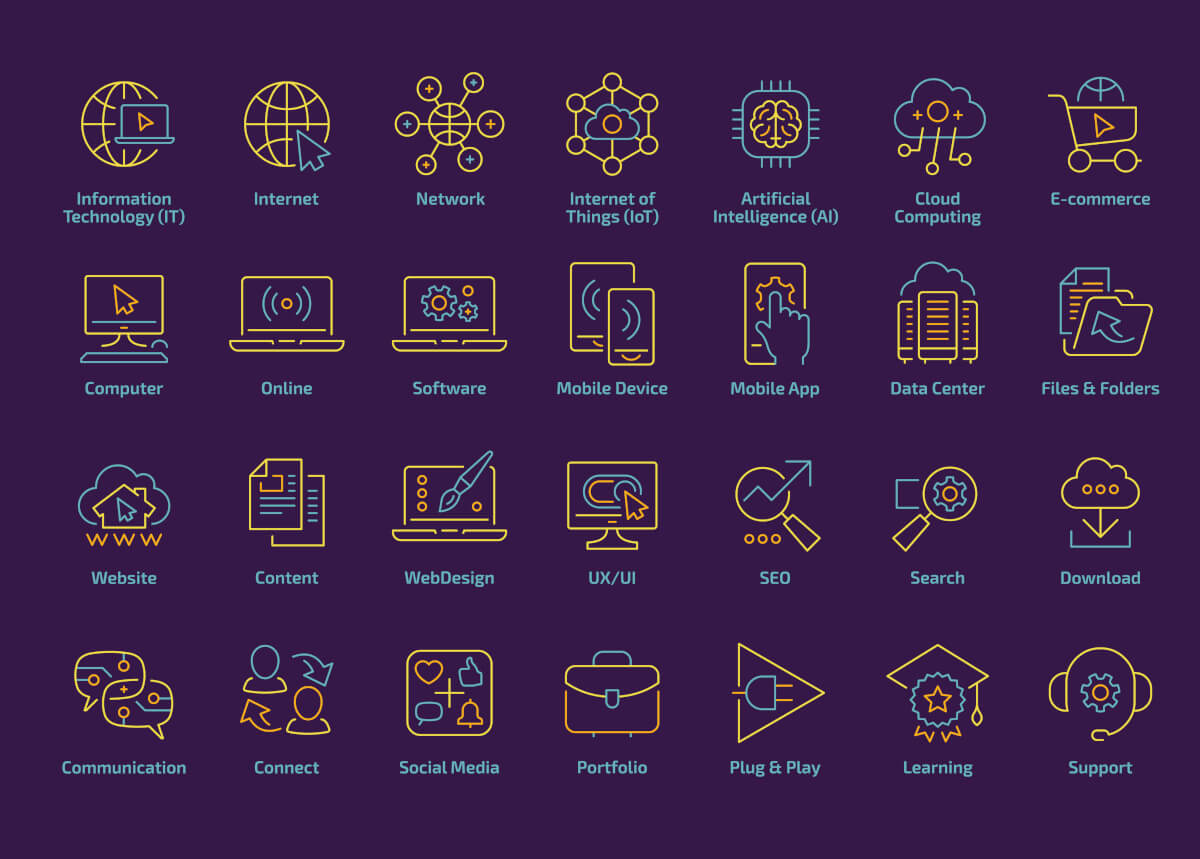 Information
Technology (IT)
Internet
Network
Internet of
Things (IoT)
Artificial
Intelligence (AI)
Cloud
Computing
E-commerce
Computer
Online
Software
Mobile Device
Mobile App
Data Center
Files & Folders
WWW
Website
Content
WebDesign
UX/UI
SEO
Search
Download
Communication
Connect
Social Media
Portfolio
Plug & Play
Learning
Support